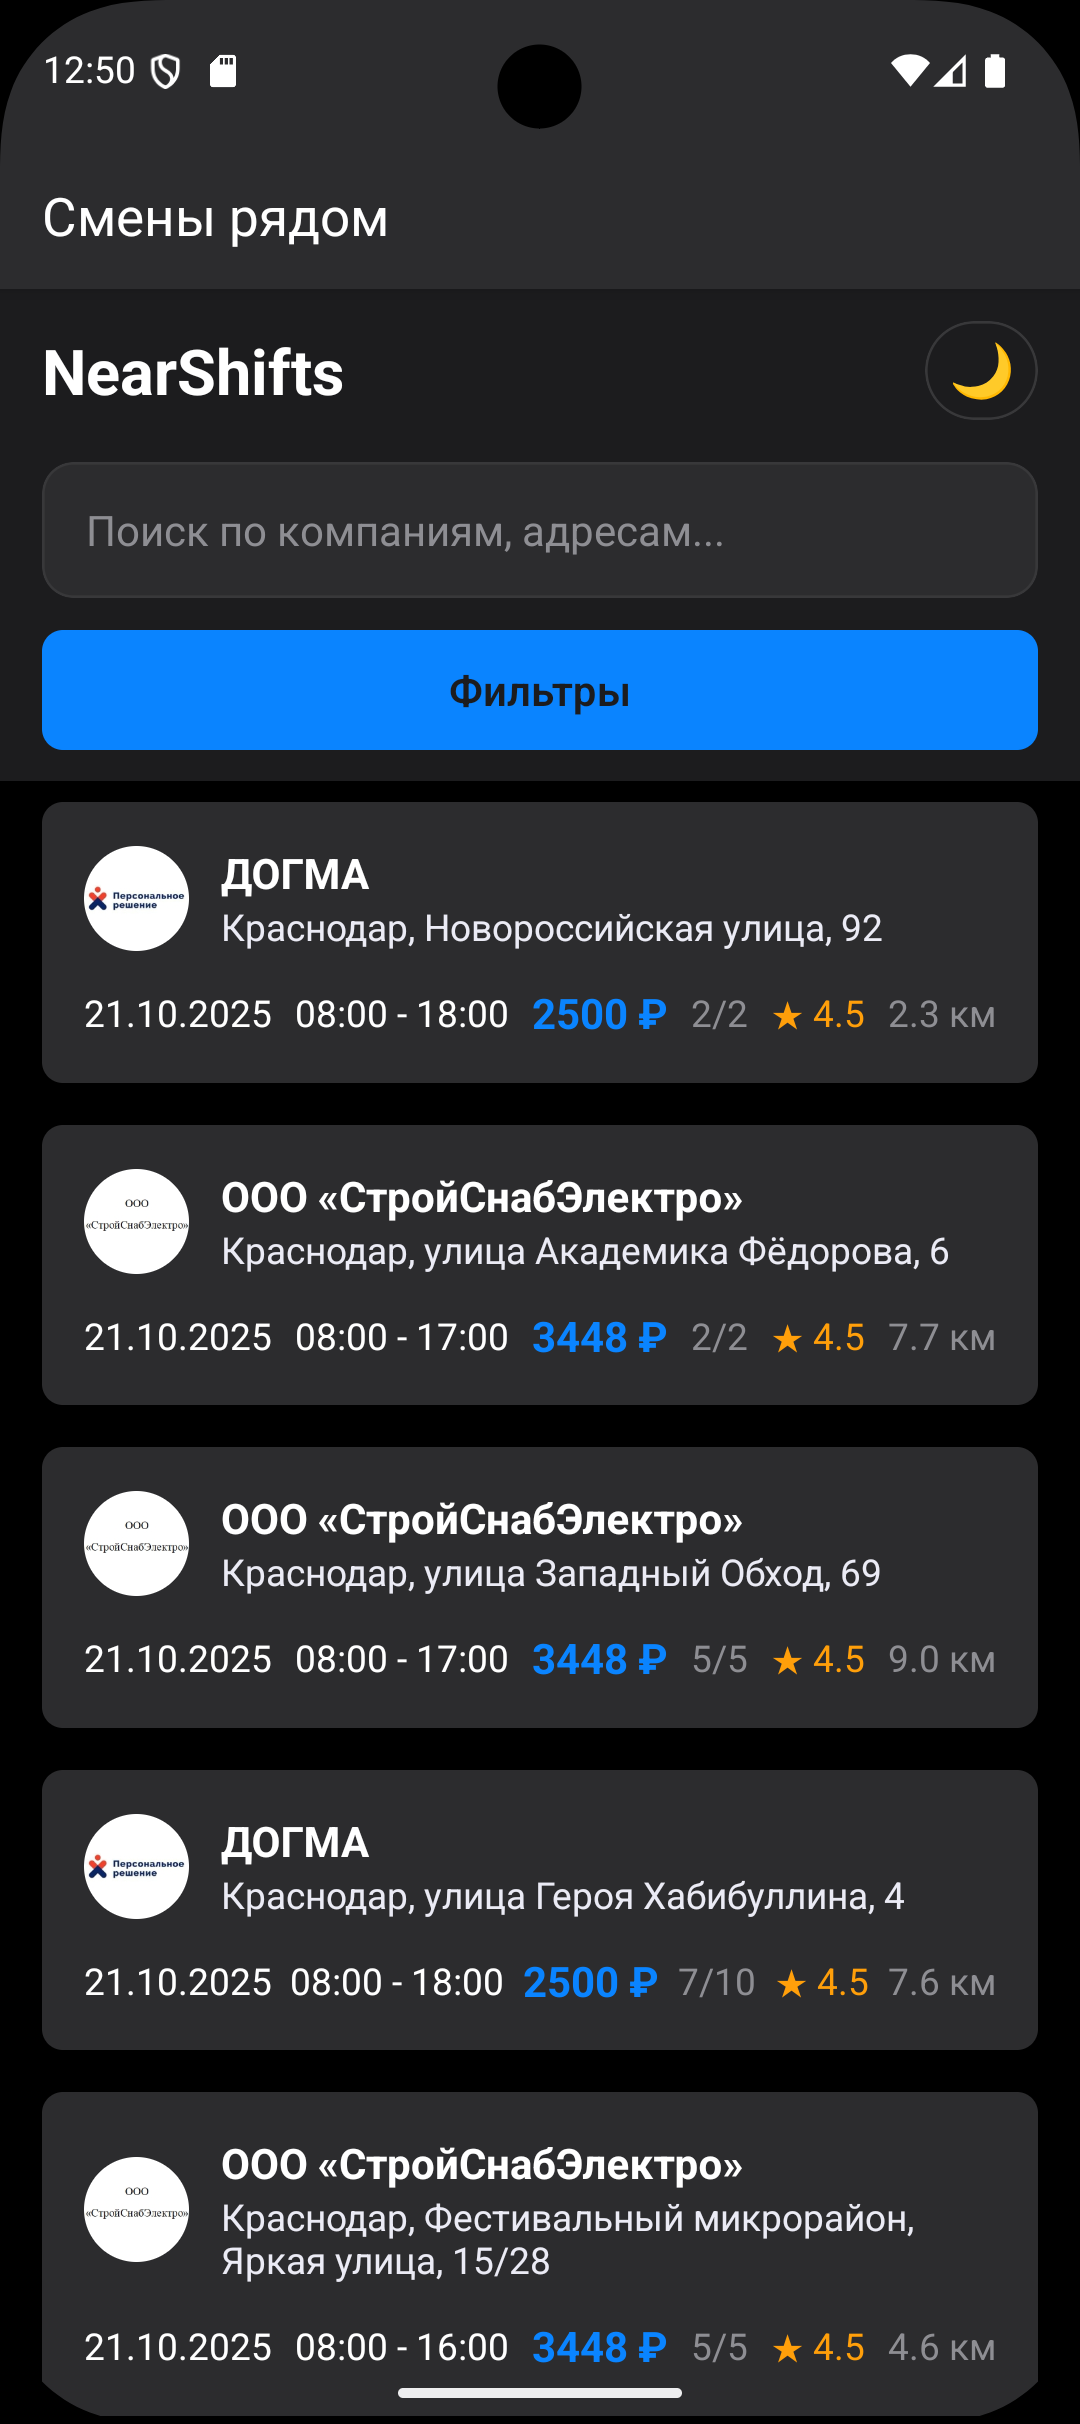 12:50
Смены рядом
NearShifts
Поиск по компаниям, адресам...
Фильтры
Персональное
решение
ДОГМА
Краснодар, Новороссийская улица, 92
21.10.2025 08:00 - 18:00 2500 ₽ 2/2 ★ 4.5 2.3 км
ООО
«СтройСнабЭлектро»
ООО «СтройСнабЭлектро»
Краснодар, улица Академика Фёдорова, 6
21.10.2025 08:00 - 17:00 3448 ₽ 2/2 ★ 4.5 7.7 км
ООО
«СтройСнабЭлектро»
ООО «СтройСнабЭлектро»
Краснодар, улица Западный Обход, 69
21.10.2025 08:00 - 17:00 3448 ₽ 5/5 ★ 4.5 9.0 км
Персональное
решение
ДОГМА
Краснодар, улица Героя Хабибуллина, 4
21.10.2025 08:00 - 18:00 2500 ₽ 7/10 ★ 4.5 7.6 км
ООО
«СтройСнабЭлектро»
ООО «СтройСнабЭлектро»
Краснодар, Фестивальный микрорайон,
Яркая улица, 15/28
21.10.2025 08:00 - 16:00 3448 ₽ 5/5 ★ 4.5 4.6 км